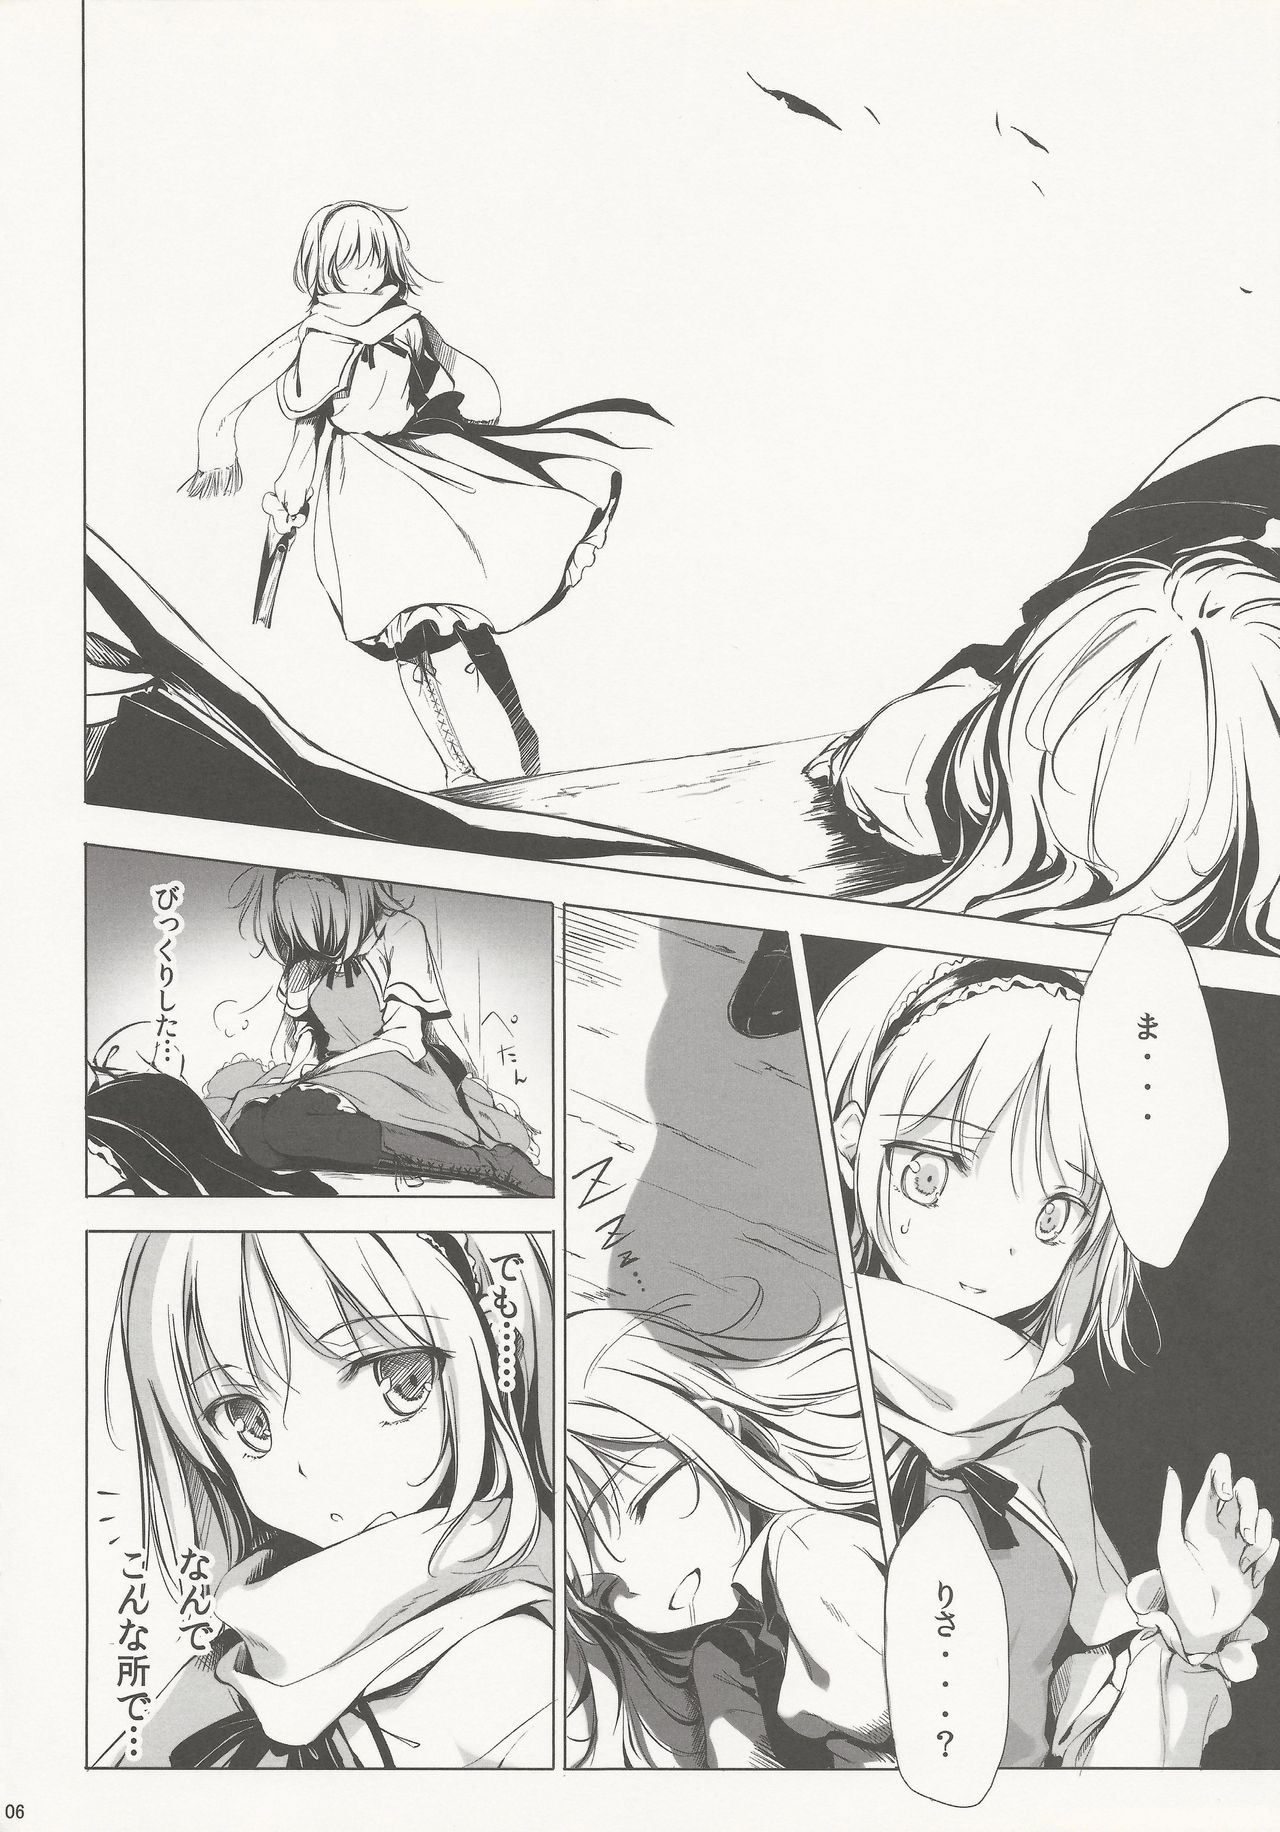 ま・・・
りさ・・・・?
zzz...
びっくりした…
ぺたん
でも………
なんで
こんな所で…
06